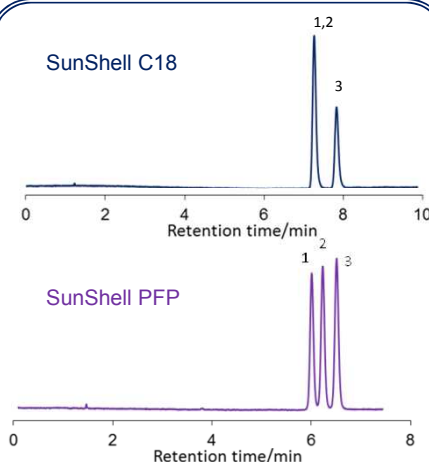 1,2
SunShell C18
3
0 2 4 6 8 10
Retention time/min
2
1 3
SunShell PFP
0 2 4 6 8
Retention time/min